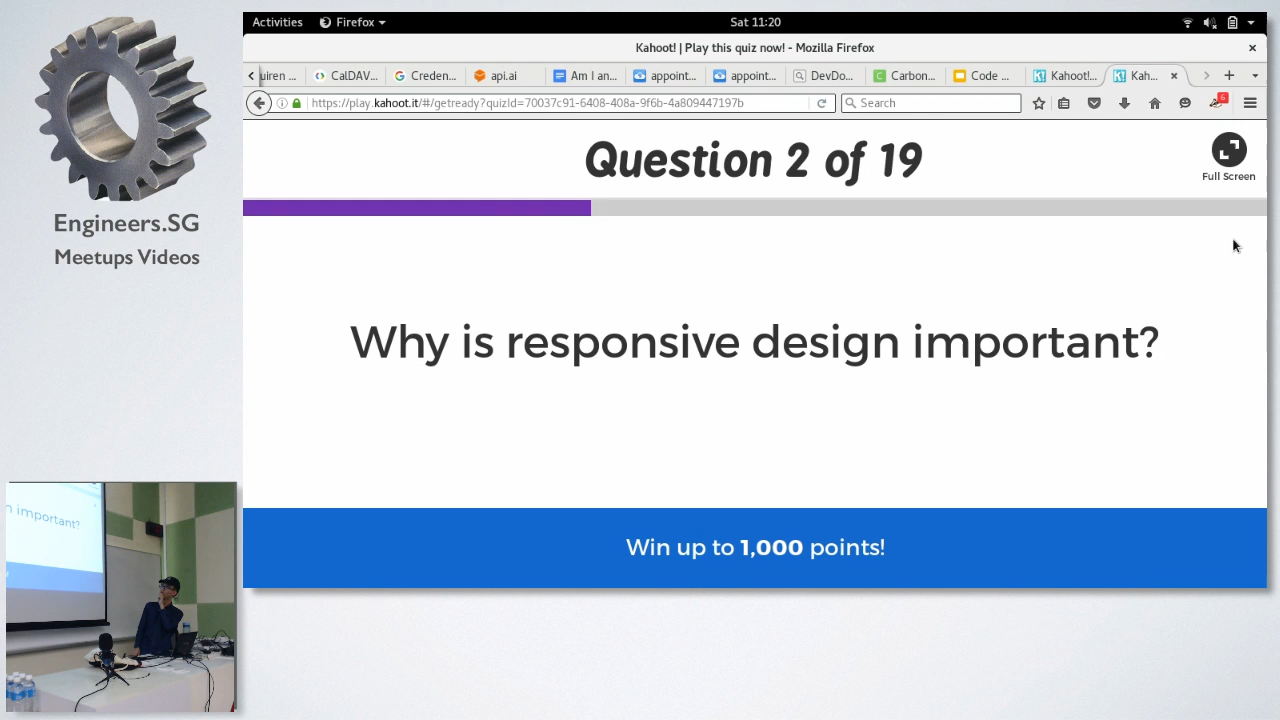 Activities
Firefox
Sat 11:20
Kahoot! | Play this quiz now! - Mozilla Firefox
uiren ...
CalDAV...
Creden...
api.ai
Am I an...
appoint...
appoint...
DevDo...
Carbon...
Code ...
Kahoot!...
Kah...
https://play.kahoot.it/#/getready?quizId=70037c91-6408-408a-9f6b-4a809447197b
Search
6
Question 2 of 19
Full Screen
Why is responsive design important?
Win up to 1,000 points!
Engineers.SG
Meetups Videos
n important?